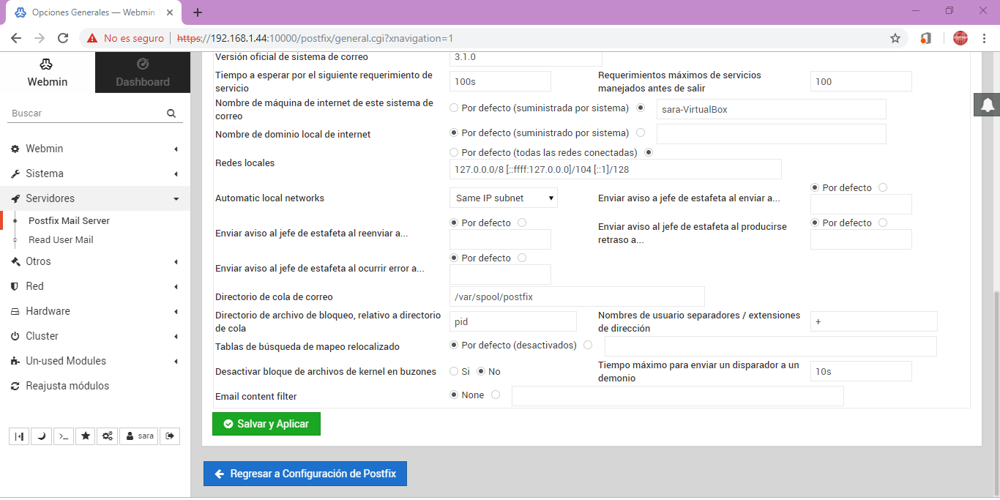 Opciones Generales — Webmin
No es seguro | https://192.168.1.44:10000/postfix/general.cgi?xnavigation=1
Webmin
Dashboard
Buscar
Webmin
Sistema
Servidores
Postfix Mail Server
Read User Mail
Otros
Red
Hardware
Cluster
Un-used Modules
Reajusta módulos
sara
Versión oficial de sistema de correo
3.1.0
Tiempo a esperar por el siguiente requerimiento de
servicio
100s
Requerimientos máximos de servicios
manejados antes de salir
100
Nombre de máquina de internet de este sistema de
correo
Por defecto (suministrada por sistema)
sara-VirtualBox
Nombre de dominio local de internet
Por defecto (suministrado por sistema)
Redes locales
Por defecto (todas las redes conectadas)
127.0.0.0/8 [::ffff:127.0.0.0]/104 [::1]/128
Automatic local networks
Same IP subnet
Enviar aviso a jefe de estafeta al enviar a...
Por defecto
Enviar aviso al jefe de estafeta al reenviar a...
Por defecto
Enviar aviso al jefe de estafeta al producirse
retraso a...
Por defecto
Enviar aviso al jefe de estafeta al ocurrir error a...
Por defecto
Directorio de cola de correo
/var/spool/postfix
Directorio de archivo de bloqueo, relativo a directorio
de cola
pid
Nombres de usuario separadores / extensiones
de dirección
+
Tablas de búsqueda de mapeo relocalizado
Por defecto (desactivados)
Desactivar bloque de archivos de kernel en buzones
Si No
Tiempo máximo para enviar un disparador a un
demonio
10s
Email content filter
None
Salvar y Aplicar
Regresar a Configuración de Postfix